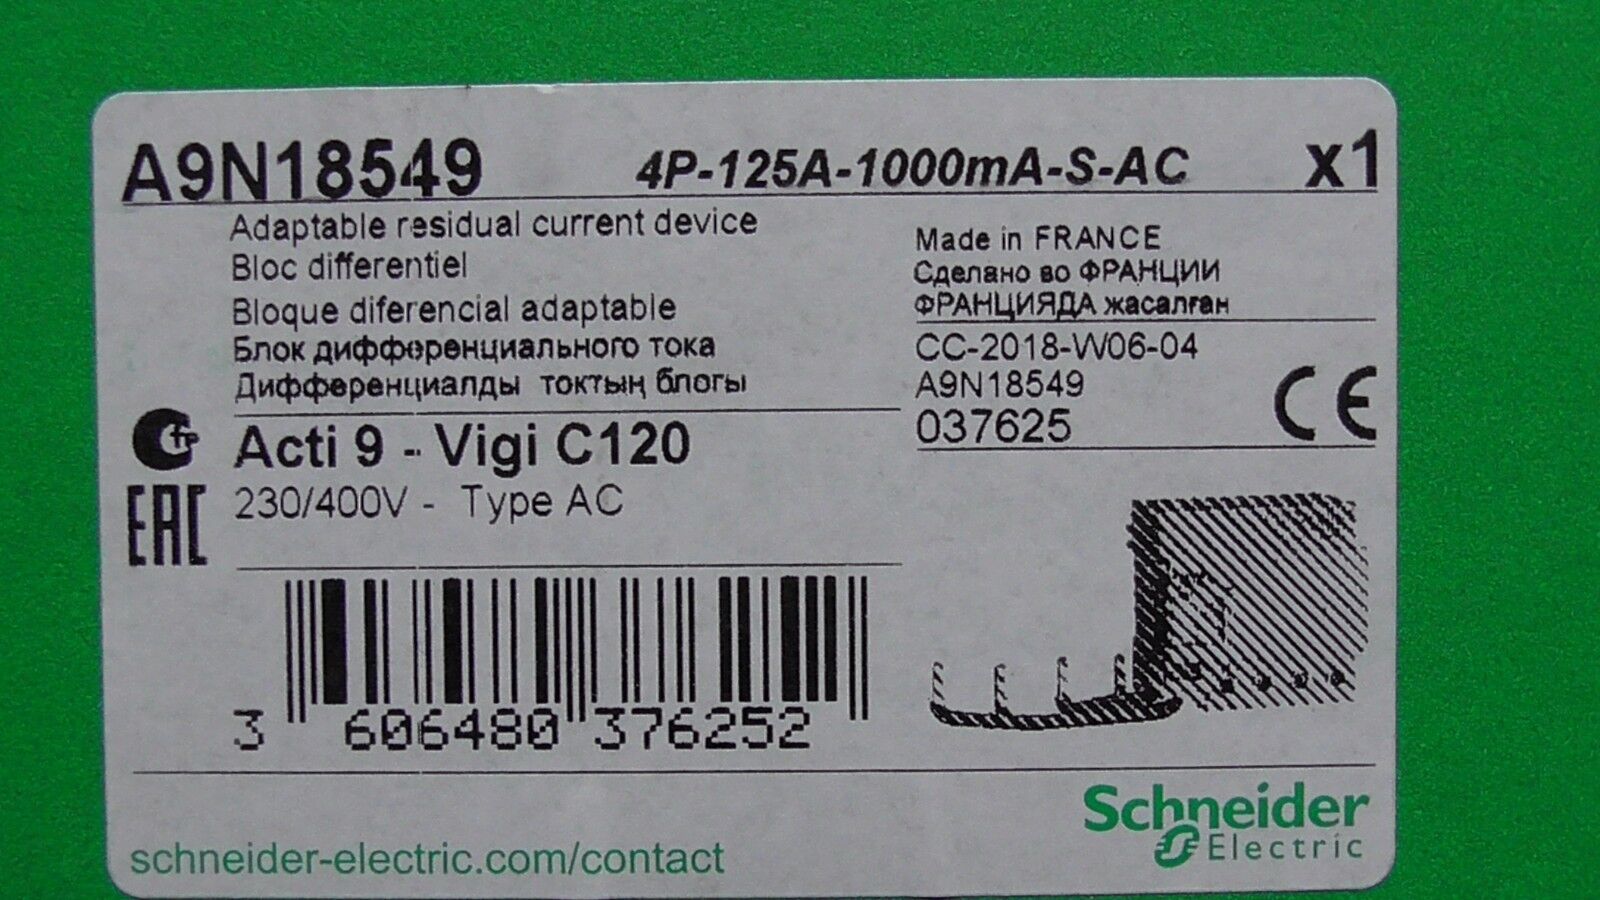 A9N18549 4P-125A-1000mA-S-AC x1
Adaptable residual current device
Bloc differentiel
Bloque diferencial adaptable
Блок дифференциального тока
Дифференциалды токтың блогы
Made in FRANCE
Сделано во ФРАНЦИИ
ФРАНЦИЯДА жасалған
CC-2018-W06-04
A9N18549
037625
CE
EAC
Acti 9 - Vigi C120
230/400V - Type AC
3 606480 376252
Schneider
Electric
schneider-electric.com/contact